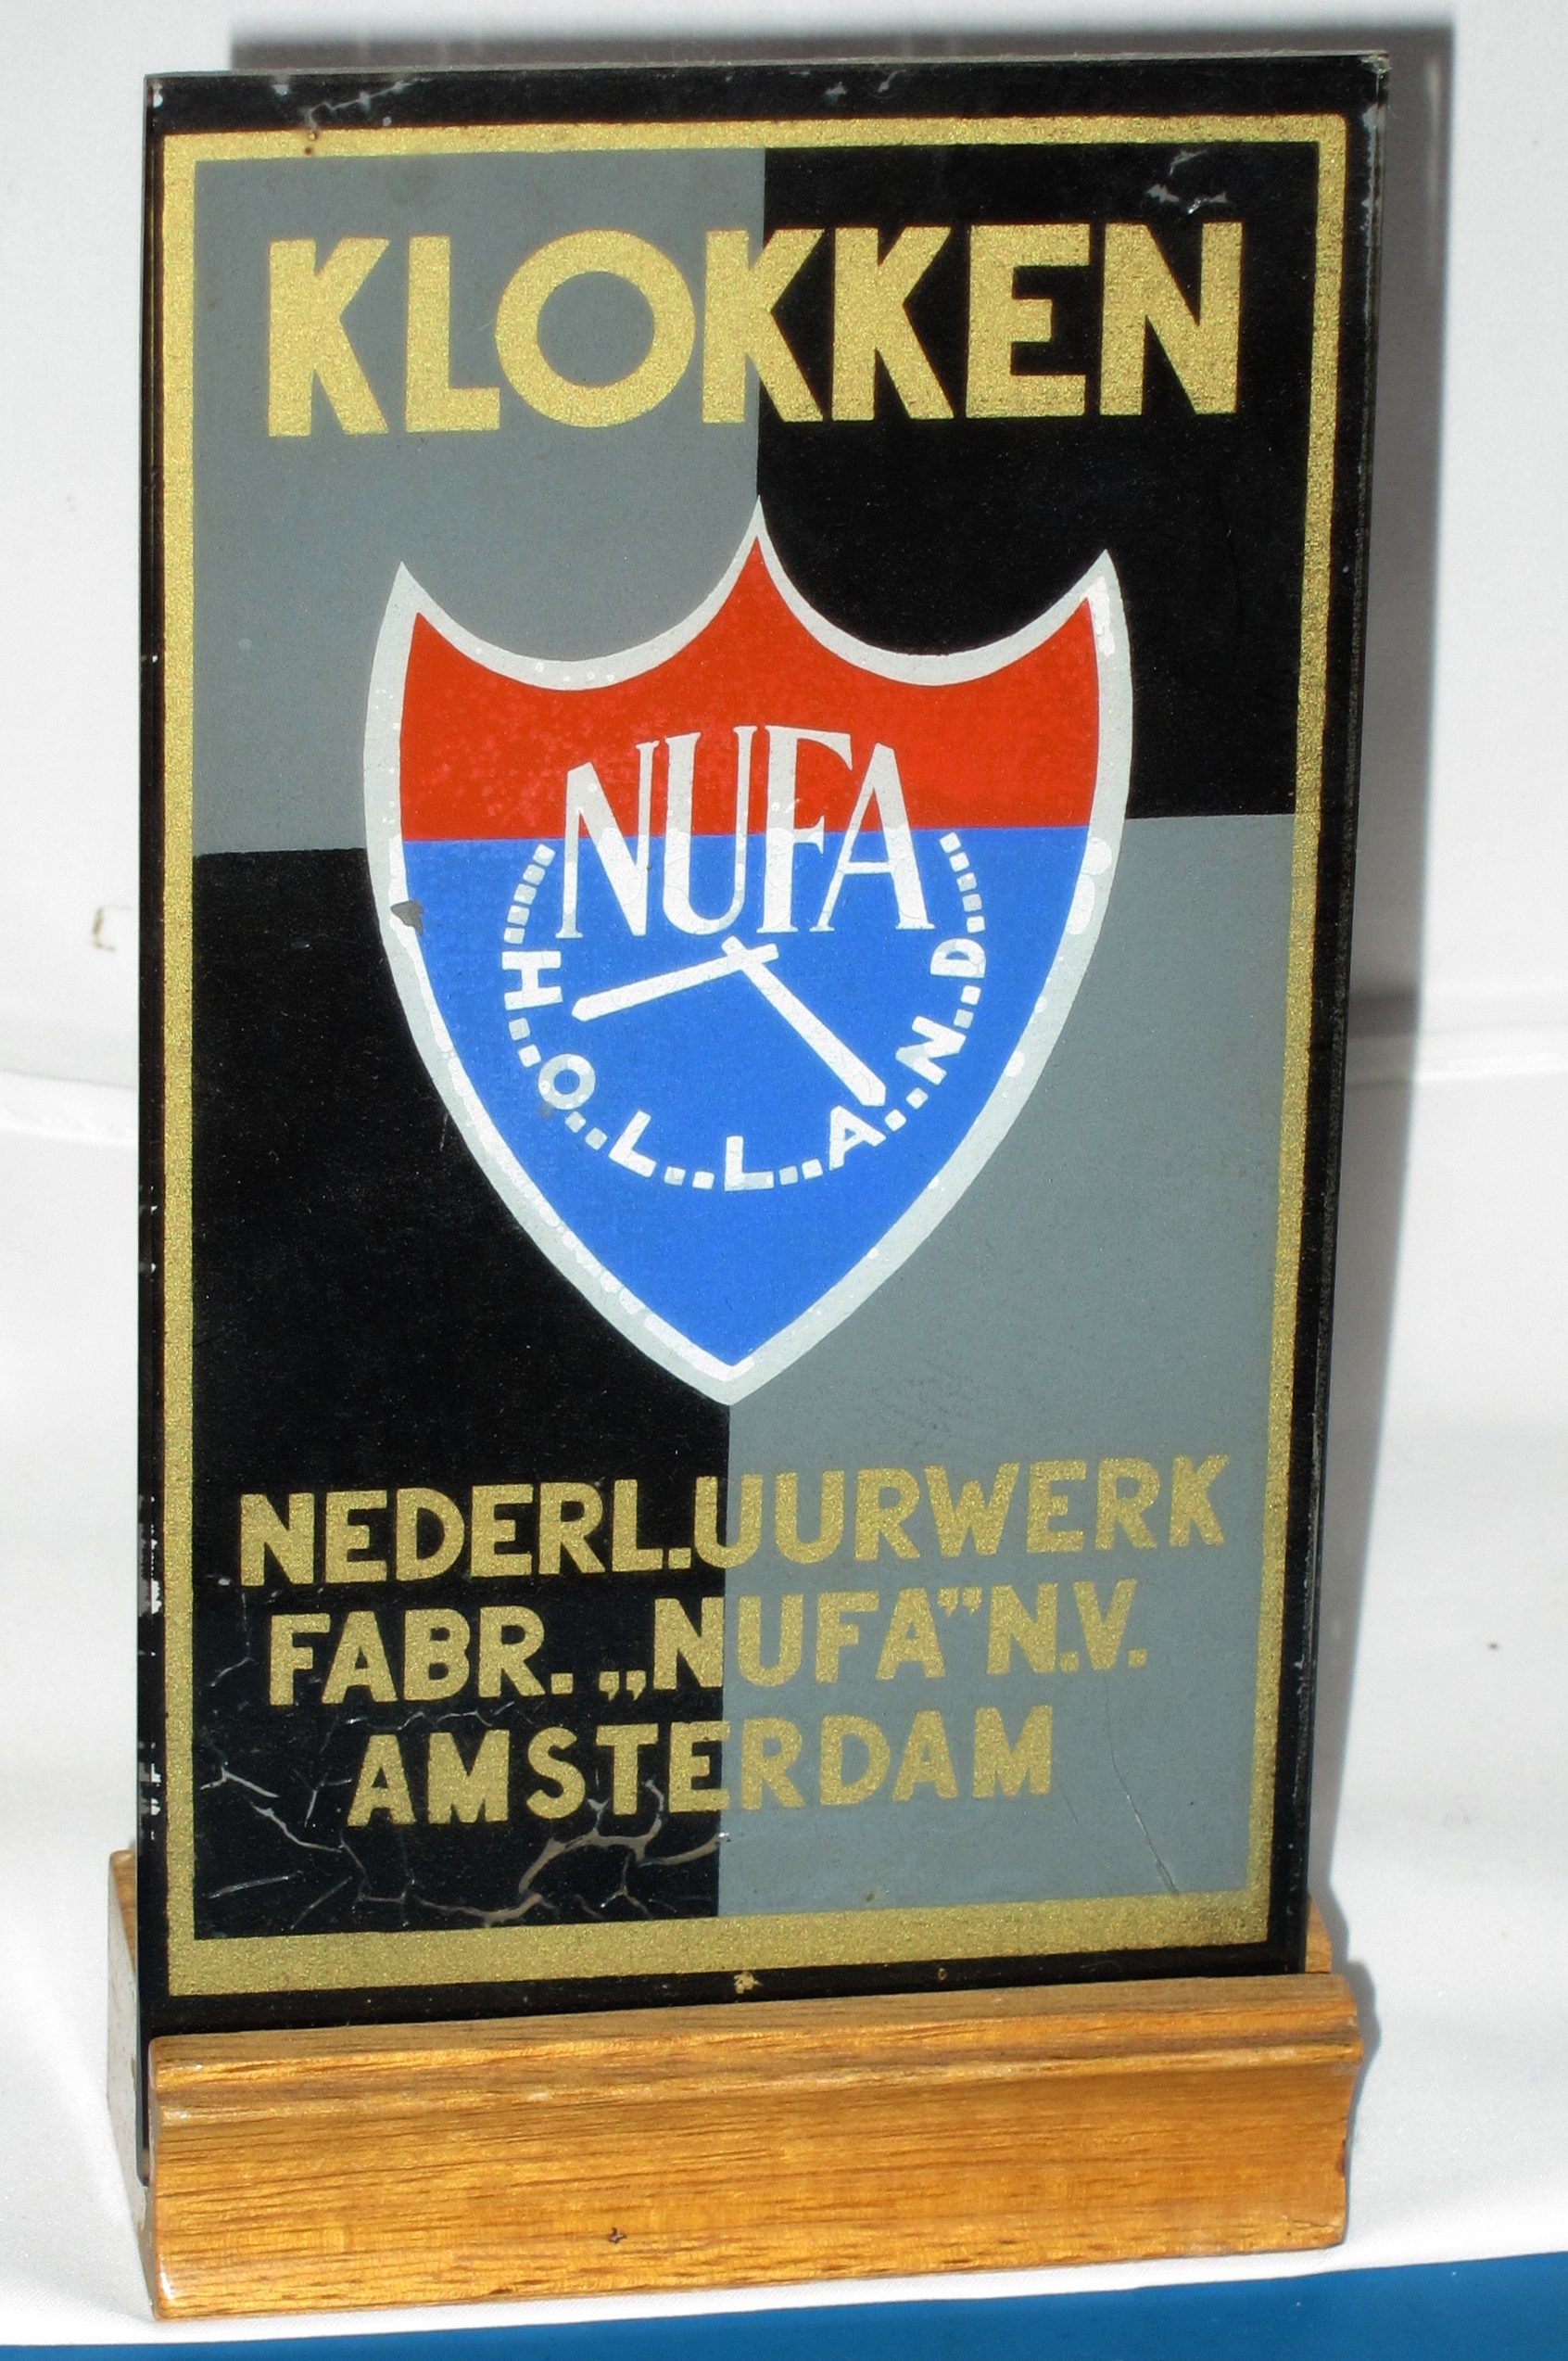 KLOKKEN
NUFA
H.O.L.L.A.N.D
NEDERL.UURWERK
FABR. „NUFA” N.V.
AMSTERDAM